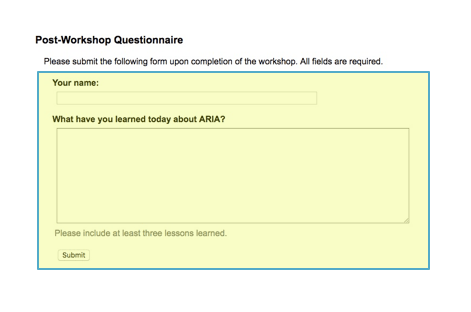 Post-Workshop Questionnaire
Please submit the following form upon completion of the workshop. All fields are required.
Your name:
What have you learned today about ARIA?
Please include at least three lessons learned.
Submit